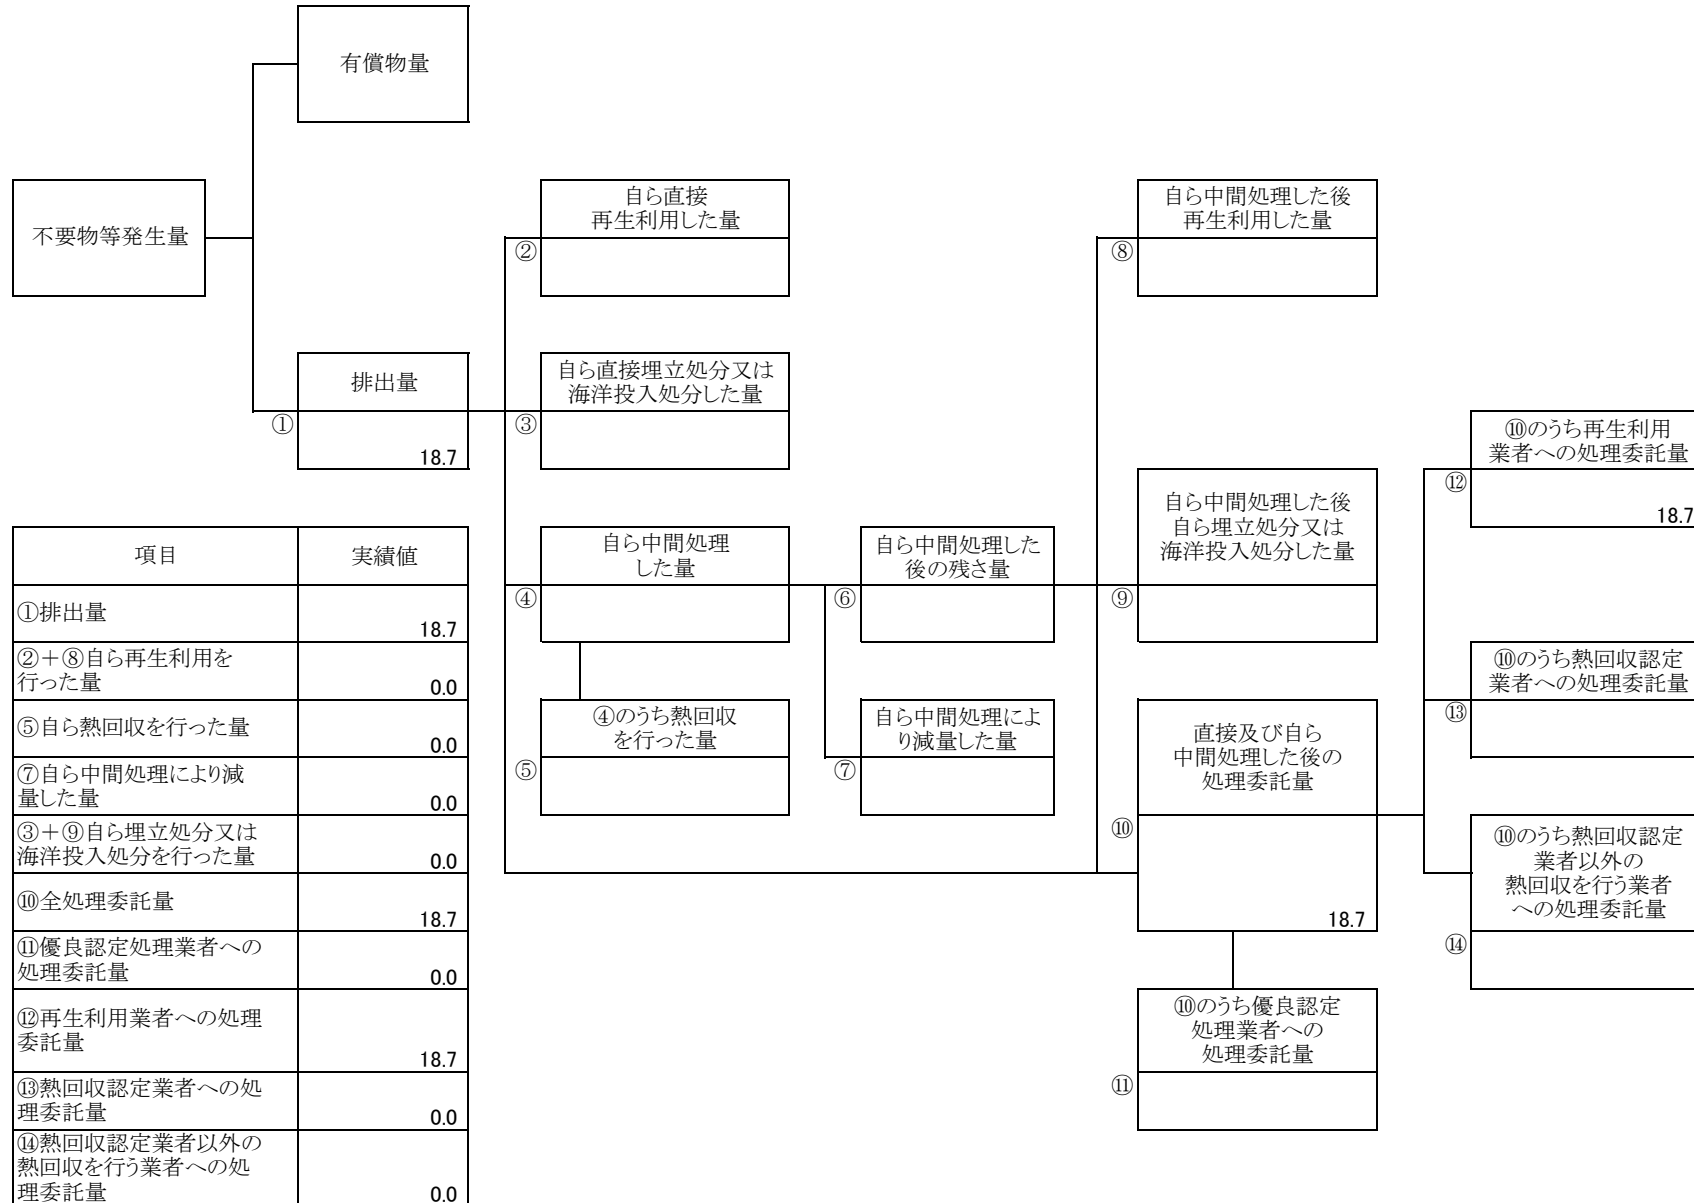 有償物量
不要物等発生量
自ら直接
再生利用した量
②
自ら中間処理した後
再生利用した量
⑧
排出量
①
18.7
自ら直接埋立処分又は
海洋投入処分した量
③
⑩のうち再生利用
業者への処理委託量
⑫
18.7
自ら中間処理した後
自ら埋立処分又は
海洋投入処分した量
⑨
自ら中間処理
した量
④
自ら中間処理した
後の残さ量
⑥
⑩のうち熱回収認定
業者への処理委託量
⑬
④のうち熱回収
を行った量
⑤
自ら中間処理によ
り減量した量
⑦
直接及び自ら
中間処理した後の
処理委託量
⑩
18.7
⑩のうち熱回収認定
業者以外の
熱回収を行う業者
への処理委託量
⑭
⑩のうち優良認定
処理業者への
処理委託量
⑪
項目 実績値
①排出量 18.7
②＋⑧自ら再生利用を
行った量 0.0
⑤自ら熱回収を行った量 0.0
⑦自ら中間処理により減
量した量 0.0
③＋⑨自ら埋立処分又は
海洋投入処分を行った量 0.0
⑩全処理委託量 18.7
⑪優良認定処理業者への
処理委託量 0.0
⑫再生利用業者への処理
委託量 18.7
⑬熱回収認定業者への処
理委託量 0.0
⑭熱回収認定業者以外の
熱回収を行う業者への処
理委託量 0.0